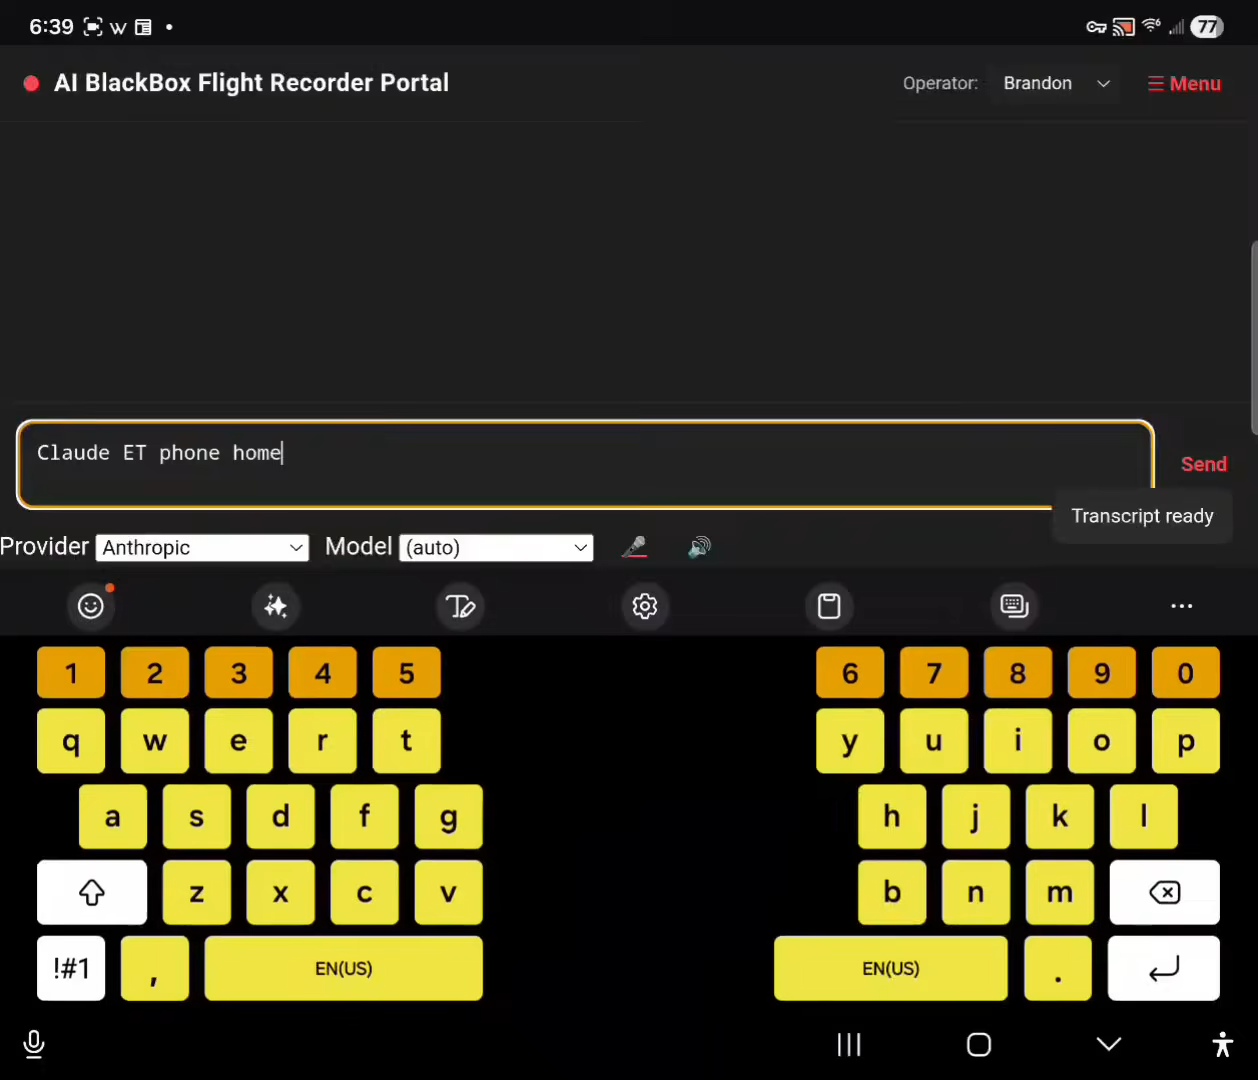 6:39
77
AI BlackBox Flight Recorder Portal
Operator: Brandon
Menu
Claude ET phone home
Send
Transcript ready
Provider Anthropic Model (auto)
1 2 3 4 5 6 7 8 9 0
q w e r t y u i o p
a s d f g h j k l
z x c v b n m
!#1 , EN(US) EN(US) .